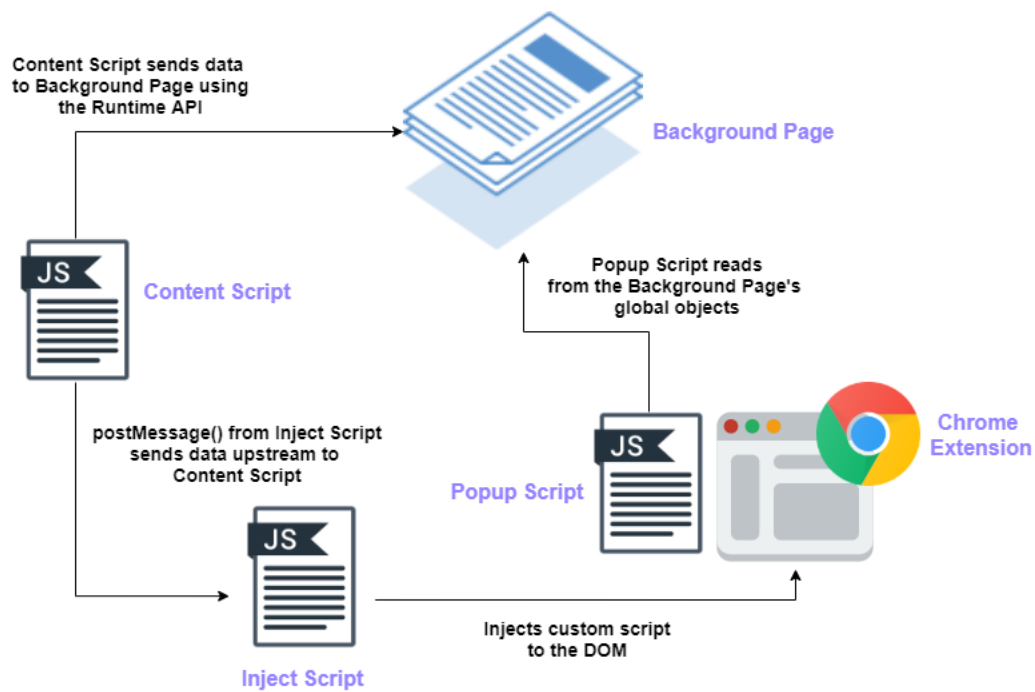 Content Script sends data
to Background Page using
the Runtime API
Background Page
JS
Content Script
Popup Script reads
from the Background Page's
global objects
postMessage() from Inject Script
sends data upstream to
Content Script
JS
Popup Script
Chrome
Extension
JS
Inject Script
Injects custom script
to the DOM